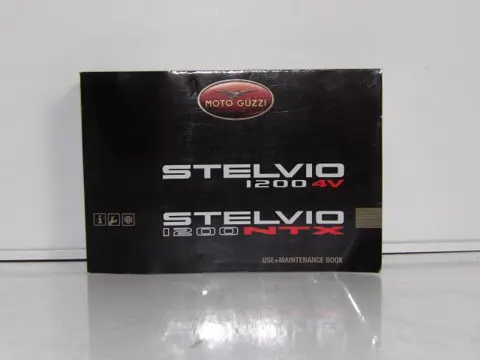 MOTO GUZZI
STELVIO
1200 4V
STELVIO
1200 NTX
USE+MAINTENANCE BOOK